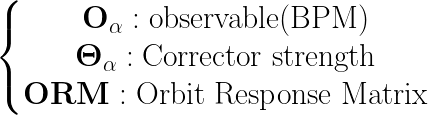 O_α : observable(BPM)
Θ_α : Corrector strength
ORM : Orbit Response Matrix